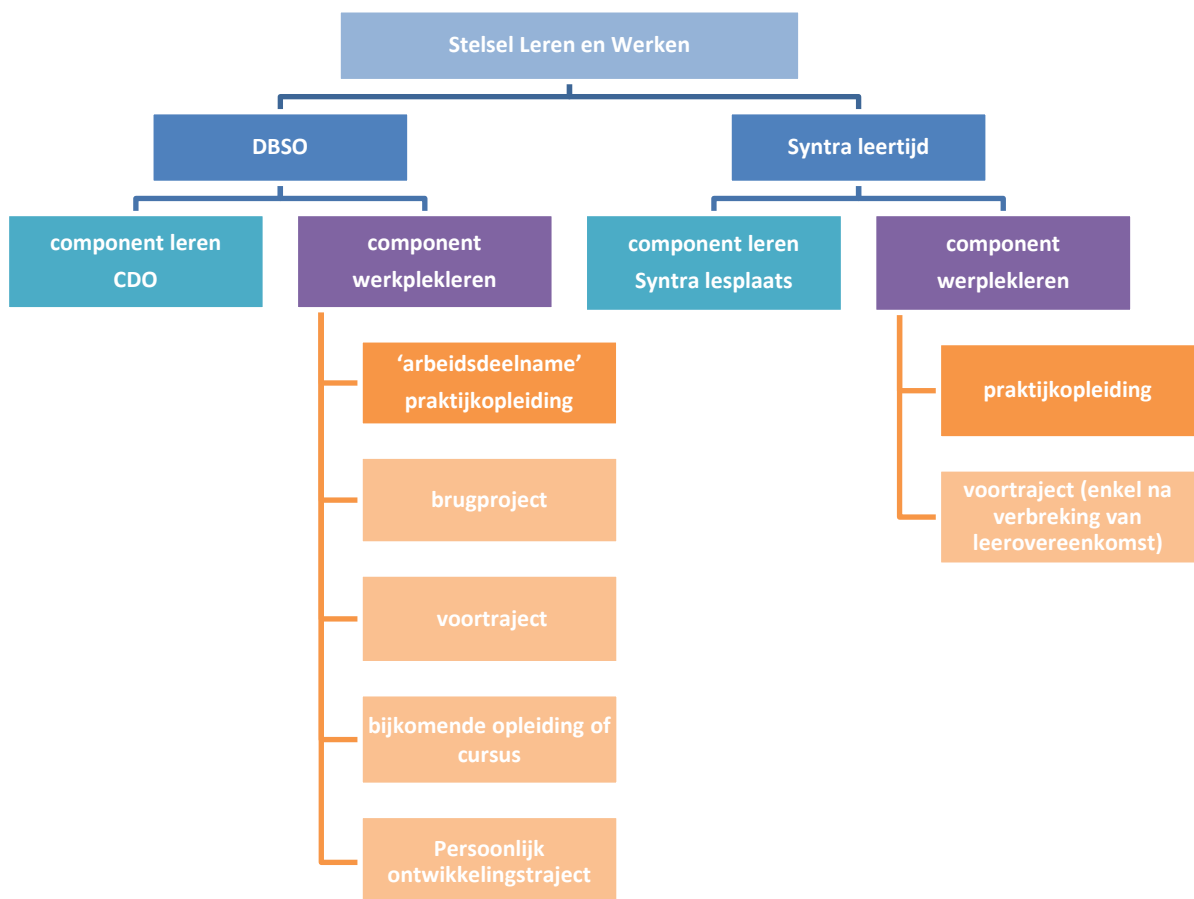 Stelsel Leren en Werken
DBSO
Syntra leertijd
component leren
CDO
component
werkplekleren
component leren
Syntra lesplaats
component
werplekleren
‘arbeidsdeelname’
praktijkopleiding
brugproject
voortraject
bijkomende opleiding of
cursus
Persoonlijk
ontwikkelingstraject
praktijkopleiding
voortraject (enkel na
verbreking van
leerovereenkomst)